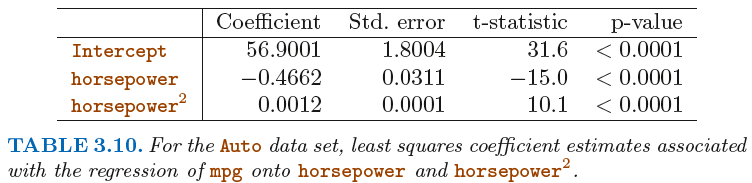 Coefficient Std. error t-statistic p-value
Intercept 56.9001 1.8004 31.6 < 0.0001
horsepower −0.4662 0.0311 −15.0 < 0.0001
horsepower² 0.0012 0.0001 10.1 < 0.0001
TABLE 3.10. For the Auto data set, least squares coefficient estimates associated
with the regression of mpg onto horsepower and horsepower².